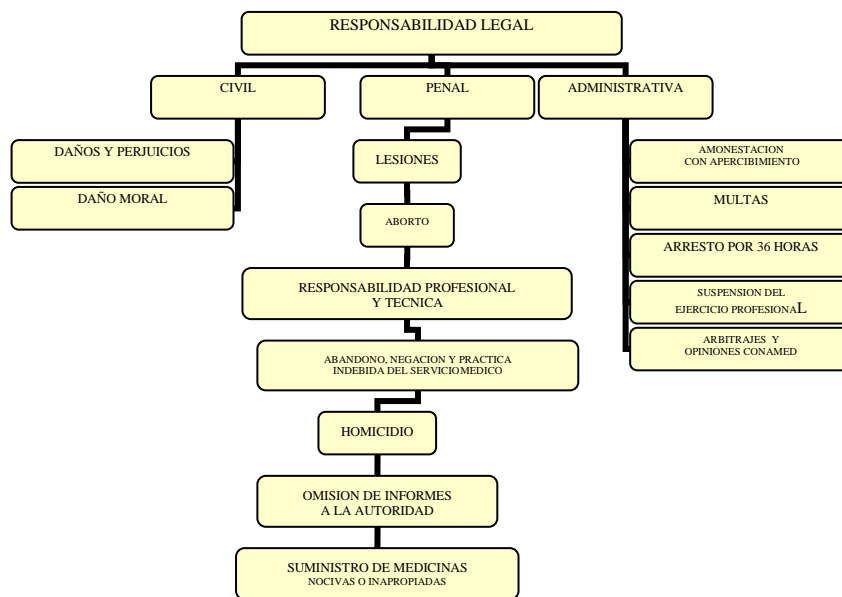 RESPONSABILIDAD LEGAL
CIVIL
PENAL
ADMINISTRATIVA
DAÑOS Y PERJUICIOS
DAÑO MORAL
LESIONES
ABORTO
RESPONSABILIDAD PROFESIONAL
Y TECNICA
ABANDONO, NEGACION Y PRACTICA
INDEBIDA DEL SERVICIO MEDICO
HOMICIDIO
OMISION DE INFORMES
A LA AUTORIDAD
SUMINISTRO DE MEDICINAS
NOCIVAS O INAPROPIADAS
AMONESTACION
CON APERCIBIMIENTO
MULTAS
ARRESTO POR 36 HORAS
SUSPENSION DEL
EJERCICIO PROFESIONAL
ARBITRAJES Y
OPINIONES CONAMED